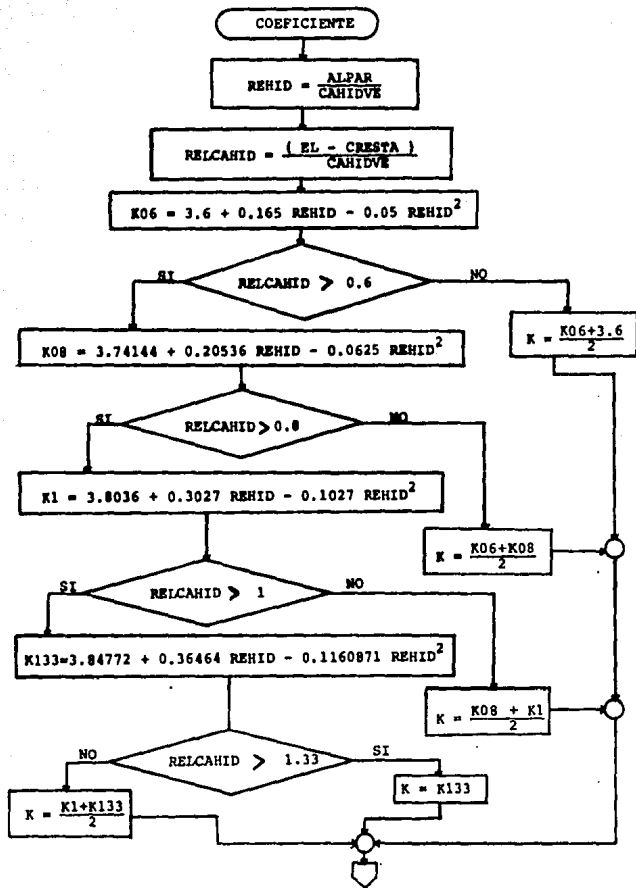 COEFICIENTE
REHID = ALPAR / CAHIDVE
RELCAHID = ( EL - CRESTA ) / CAHIDVE
K06 = 3.6 + 0.165 REHID - 0.05 REHID²
RELCAHID > 0.6
SI
NO
K = K06+3.6 / 2
K08 = 3.74144 + 0.20536 REHID - 0.0625 REHID²
RELCAHID > 0.8
SI
NO
K1 = 3.8036 + 0.3027 REHID - 0.1027 REHID²
K = K06+K08 / 2
RELCAHID > 1
SI
NO
K133=3.84772 + 0.36464 REHID - 0.1160871 REHID²
K = K08 + K1 / 2
RELCAHID > 1.33
NO
SI
K = K133
K = K1+K133 / 2